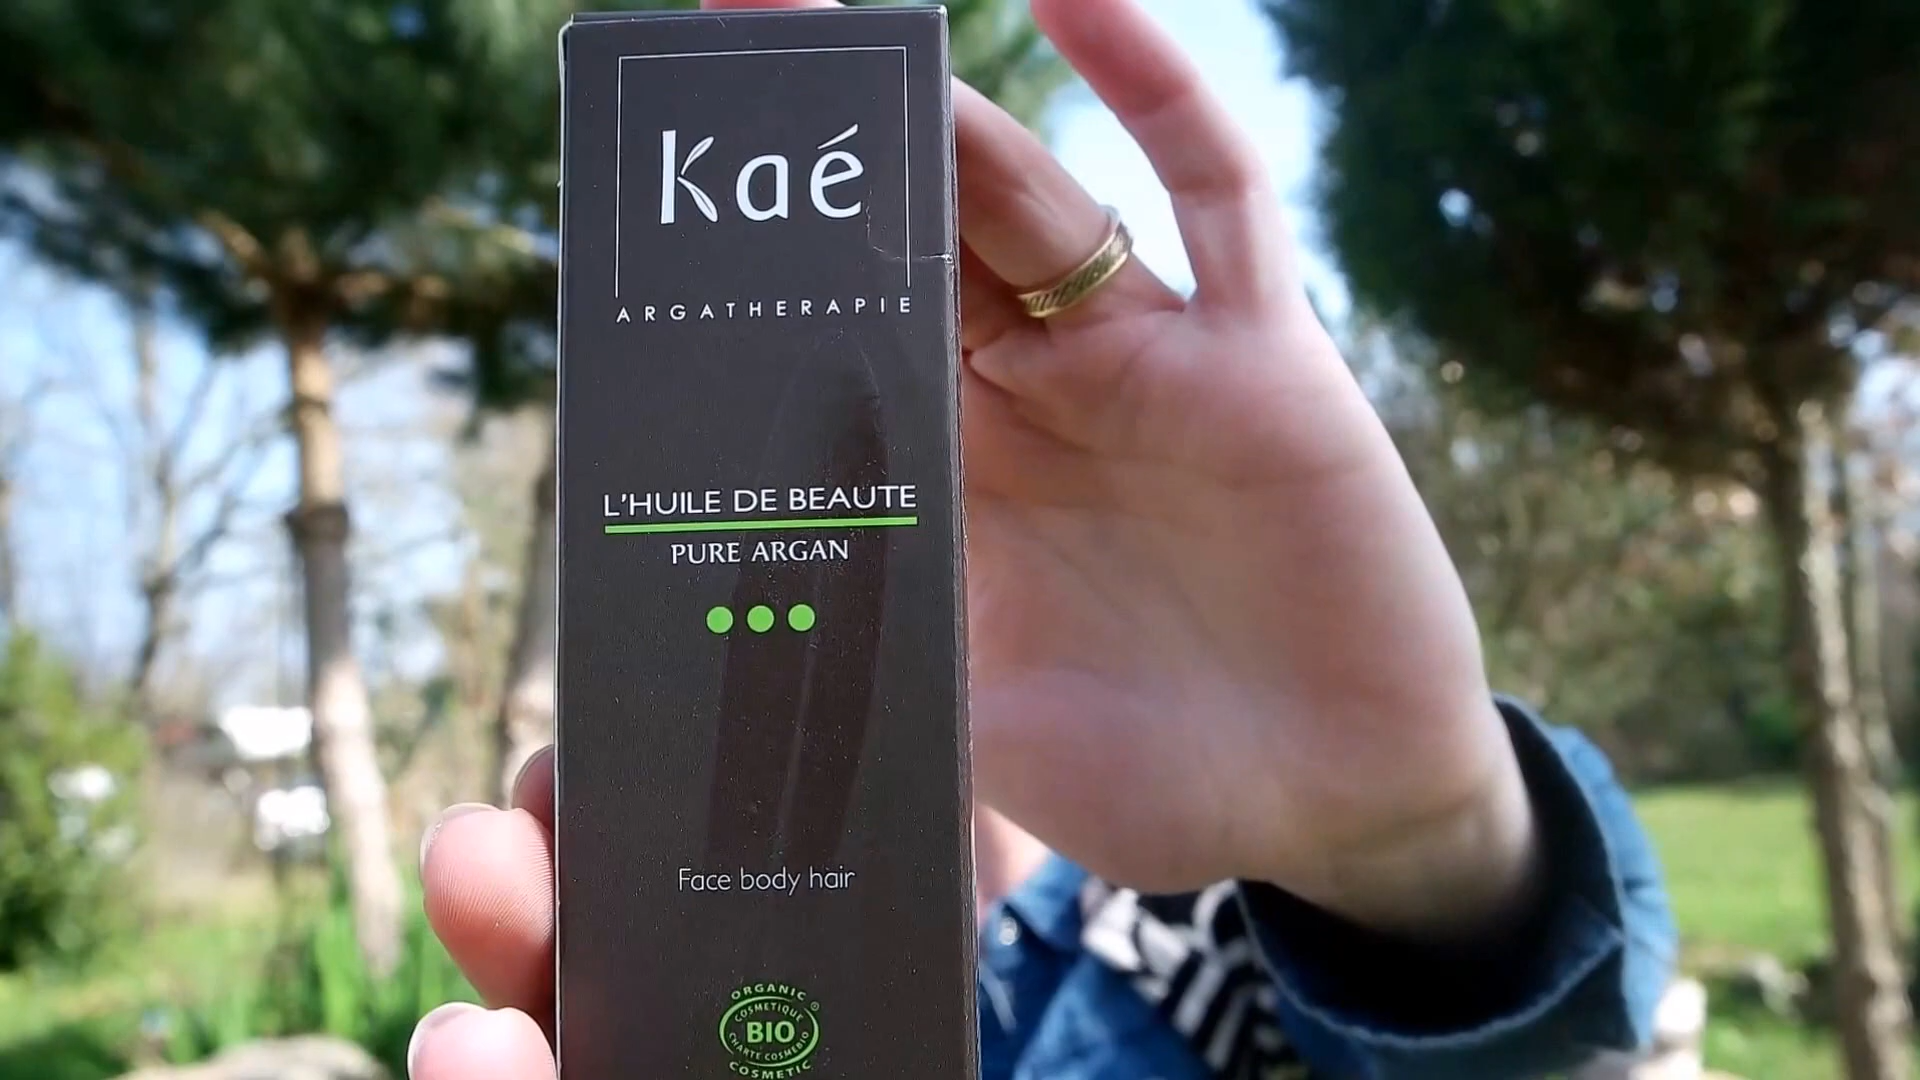 Kaé
ARGATHERAPIE
L'HUILE DE BEAUTE
PURE ARGAN
Face body hair
ORGANIC
COSMETIQUE
BIO
CHARTE COSMEBIO
COSMETIC